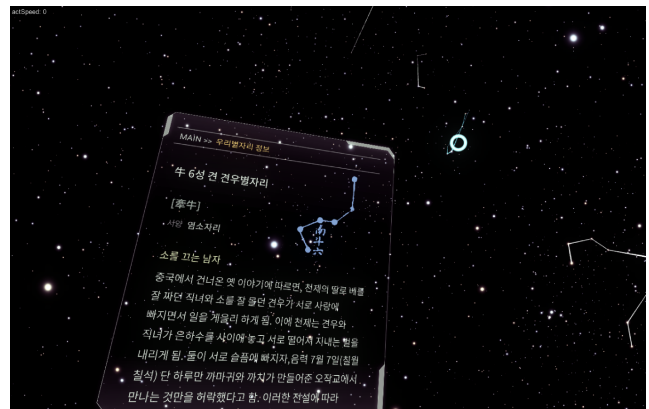 actSpeed: 0
MAIN >> 우리별자리 정보
牛 6성 견 견우별자리
[牽牛]
서양 염소자리
南斗六
소를 끄는 남자
중국에서 건너온 옛 이야기에 따르면, 천제의 딸로 베를
잘 짜던 직녀와 소를 잘 몰던 견우가 서로 사랑에
빠지면서 일을 게을리 하게 됨. 이에 천제는 견우와
직녀가 은하수를 사이에 놓고 서로 떨어져 지내는 벌을
내리게 됨. 둘이 서로 슬픔에 빠지자,음력 7월 7일(칠월
칠석) 단 하루만 까마귀와 까치가 만들어준 오작교에서
만나는 것만을 허락했다고 함. 이러한 전설에 따라